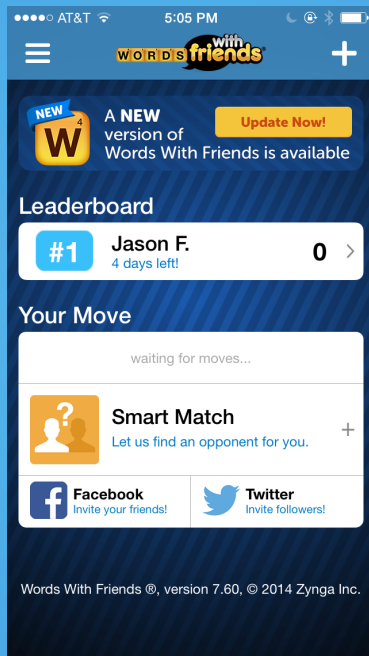 AT&T 5:05 PM
WORDS with friends
NEW
W 4
A NEW
version of
Words With Friends is available
Update Now!
Leaderboard
#1 Jason F. 0
4 days left!
Your Move
waiting for moves...
?
Smart Match
Let us find an opponent for you.
Facebook
Invite your friends!
Twitter
Invite followers!
Words With Friends ®, version 7.60, © 2014 Zynga Inc.